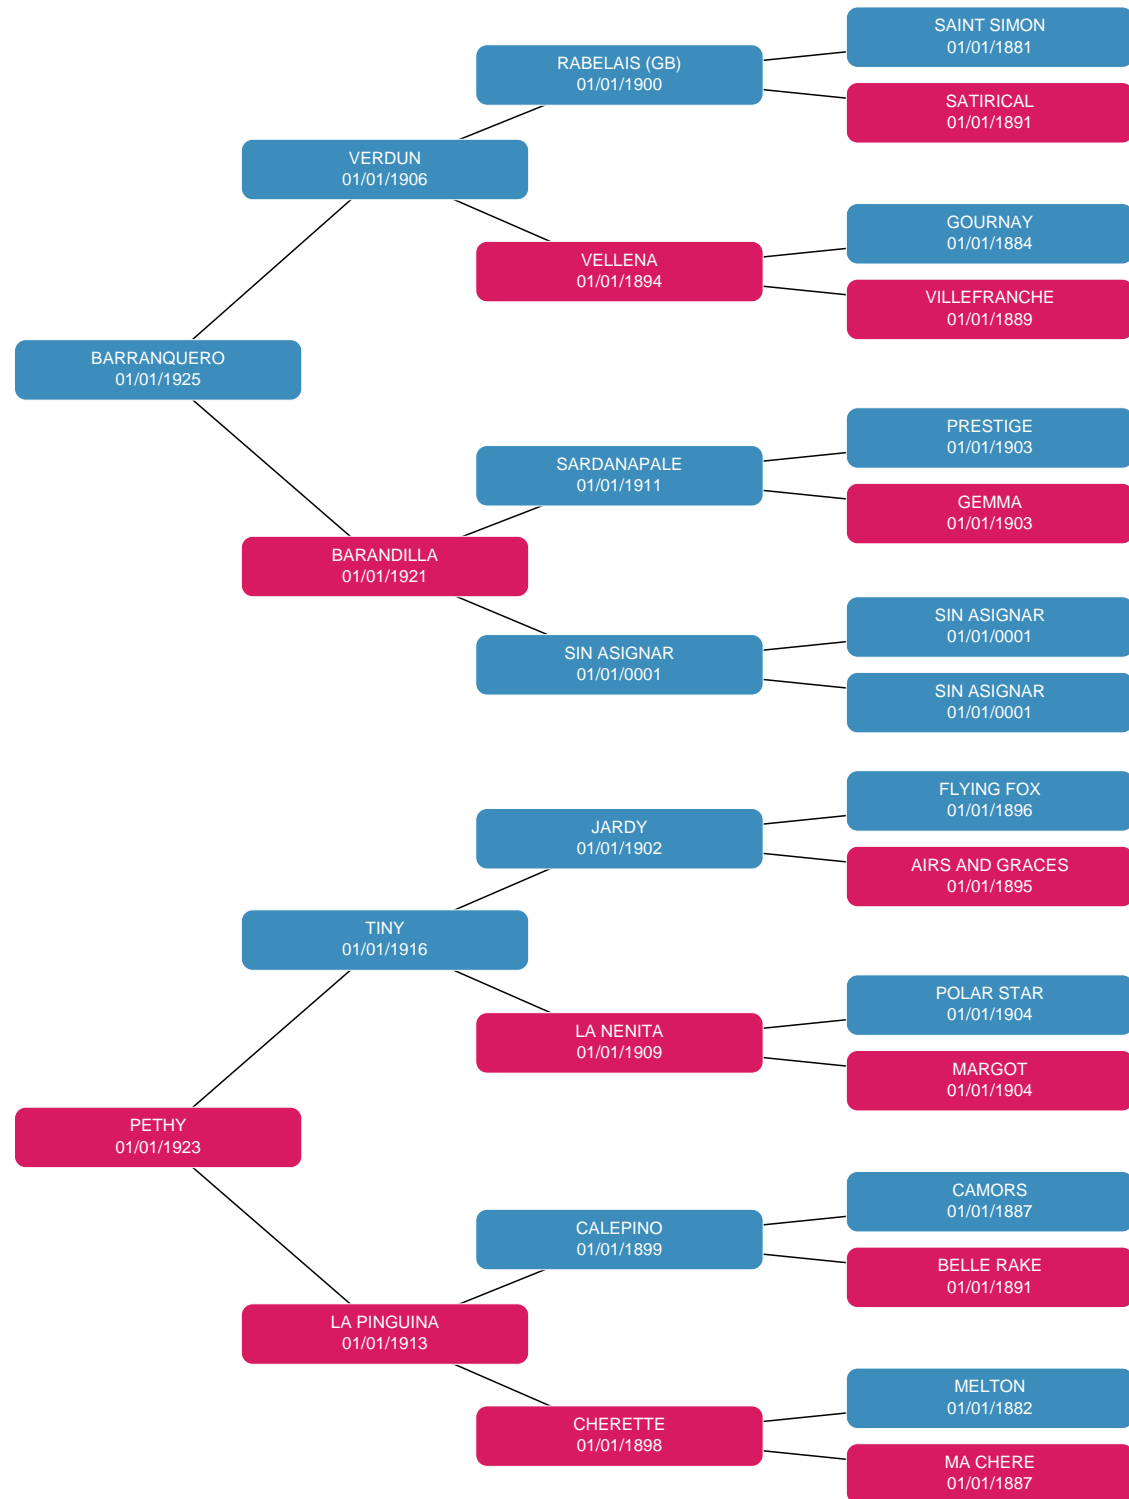 SAINT SIMON
01/01/1881
RABELAIS (GB)
01/01/1900
SATIRICAL
01/01/1891
VERDUN
01/01/1906
GOURNAY
01/01/1884
VELLENA
01/01/1894
VILLEFRANCHE
01/01/1889
BARRANQUERO
01/01/1925
PRESTIGE
01/01/1903
SARDANAPALE
01/01/1911
GEMMA
01/01/1903
BARANDILLA
01/01/1921
SIN ASIGNAR
01/01/0001
SIN ASIGNAR
01/01/0001
SIN ASIGNAR
01/01/0001
FLYING FOX
01/01/1896
JARDY
01/01/1902
AIRS AND GRACES
01/01/1895
TINY
01/01/1916
POLAR STAR
01/01/1904
LA NENITA
01/01/1909
MARGOT
01/01/1904
PETHY
01/01/1923
CAMORS
01/01/1887
CALEPINO
01/01/1899
BELLE RAKE
01/01/1891
LA PINGUINA
01/01/1913
MELTON
01/01/1882
CHERETTE
01/01/1898
MA CHERE
01/01/1887